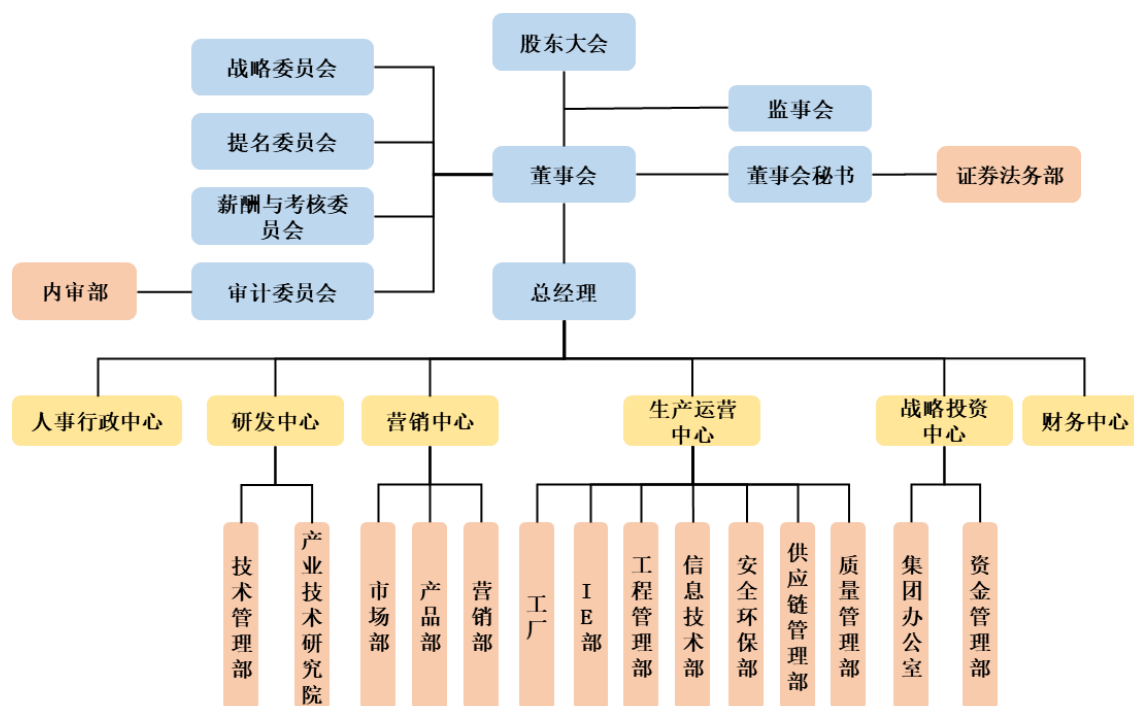 股东大会
战略委员会
监事会
提名委员会
董事会
董事会秘书
证券法务部
薪酬与考核委
员会
内审部
审计委员会
总经理
人事行政中心
研发中心
营销中心
生产运营
中心
战略投资
中心
财务中心
技术管理部
产业技术研究院
市场部
产品部
营销部
工厂
IE部
工程管理部
信息技术部
安全环保部
供应链管理部
质量管理部
集团办公室
资金管理部